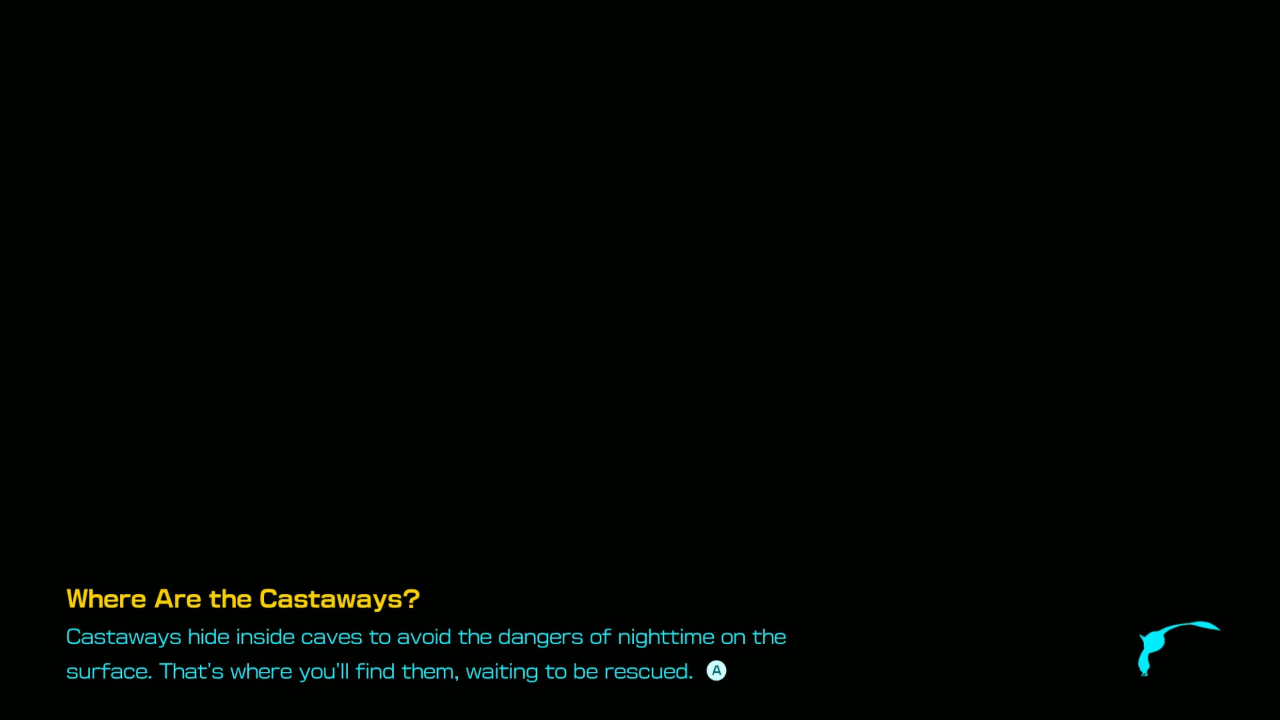 Where Are the Castaways?
Castaways hide inside caves to avoid the dangers of nighttime on the
surface. That's where you'll find them, waiting to be rescued. A